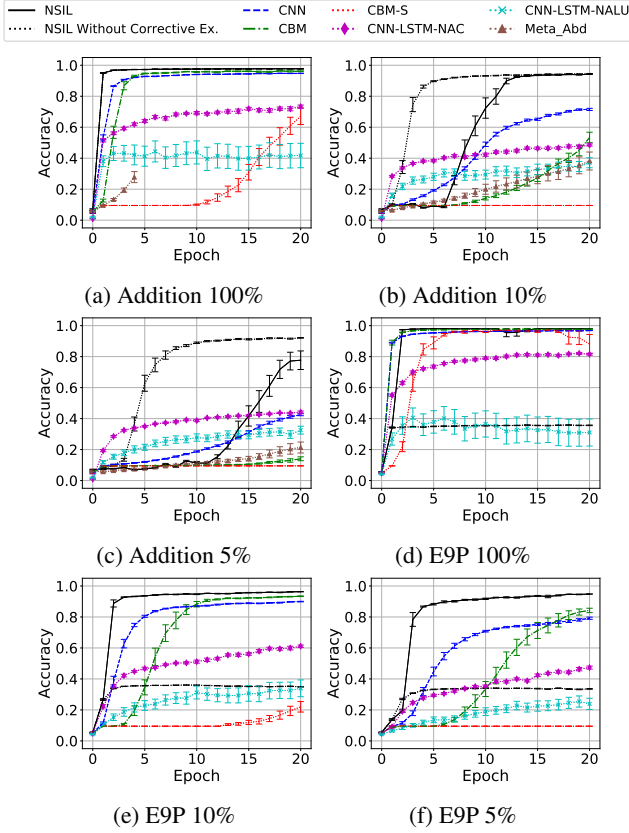 NSIL CNN CBM-S CNN-LSTM-NALU
NSIL Without Corrective Ex. CBM CNN-LSTM-NAC Meta_Abd
1.0 1.0
0.8 0.8
0.6 0.6
0.4 0.4
0.2 0.2
0.0 0.0
Accuracy Accuracy
0 5 10 15 20 0 5 10 15 20
Epoch Epoch
(a) Addition 100% (b) Addition 10%
1.0 1.0
0.8 0.8
0.6 0.6
0.4 0.4
0.2 0.2
0.0 0.0
Accuracy Accuracy
0 5 10 15 20 0 5 10 15 20
Epoch Epoch
(c) Addition 5% (d) E9P 100%
1.0 1.0
0.8 0.8
0.6 0.6
0.4 0.4
0.2 0.2
0.0 0.0
Accuracy Accuracy
0 5 10 15 20 0 5 10 15 20
Epoch Epoch
(e) E9P 10% (f) E9P 5%